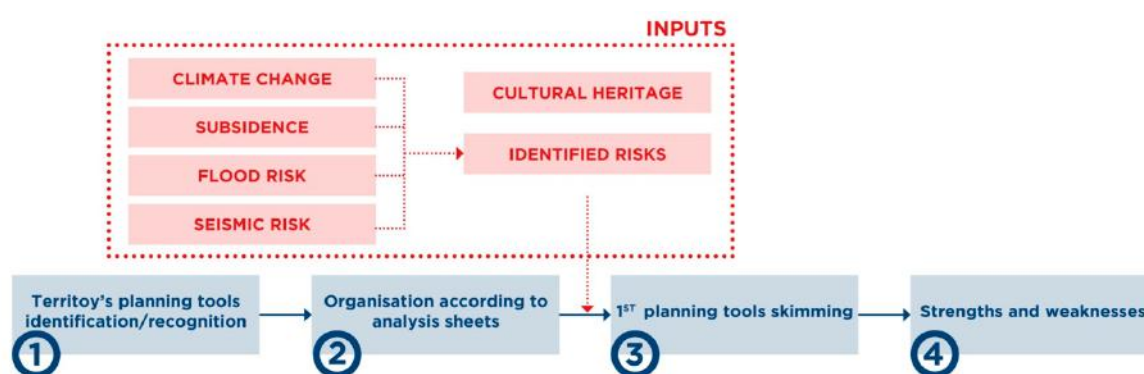 INPUTS
CLIMATE CHANGE
SUBSIDENCE
FLOOD RISK
SEISMIC RISK
CULTURAL HERITAGE
IDENTIFIED RISKS
Territoy's planning tools
identification/recognition
1
Organisation according to
analysis sheets
2
1ST planning tools skimming
3
Strengths and weaknesses
4